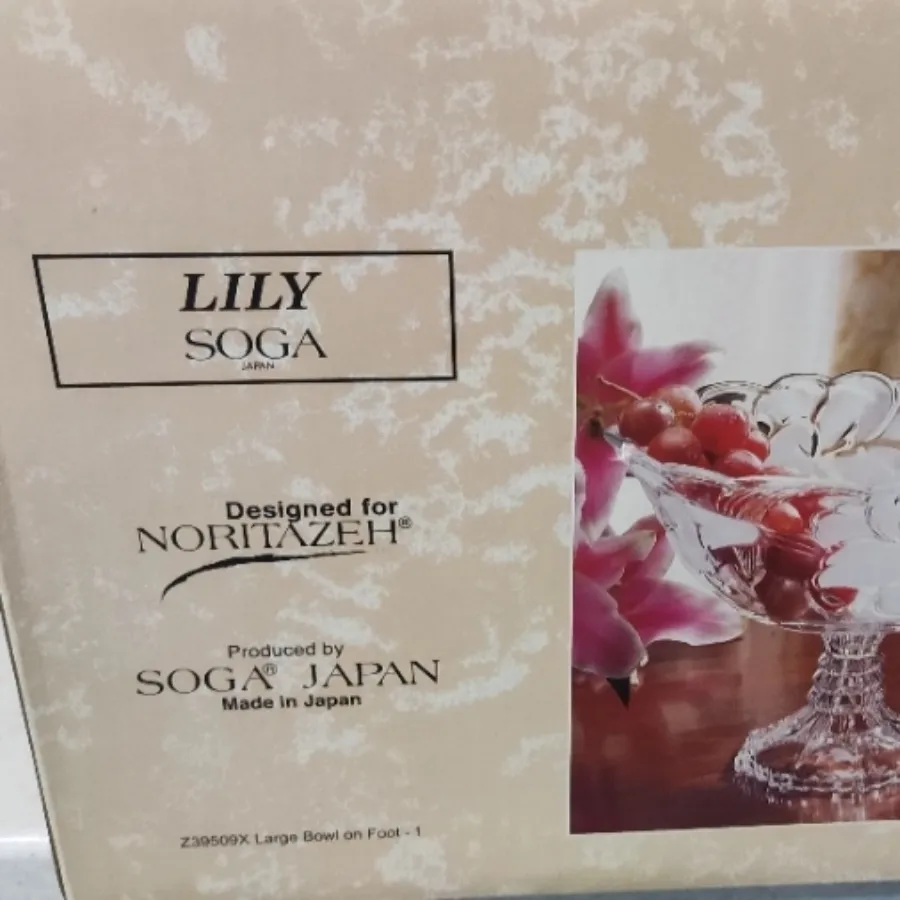 LILY
SOGA
JAPAN
Designed for
NORITAZEH®
Produced by
SOGA® JAPAN
Made in Japan
Z39509X Large Bowl on Foot - 1